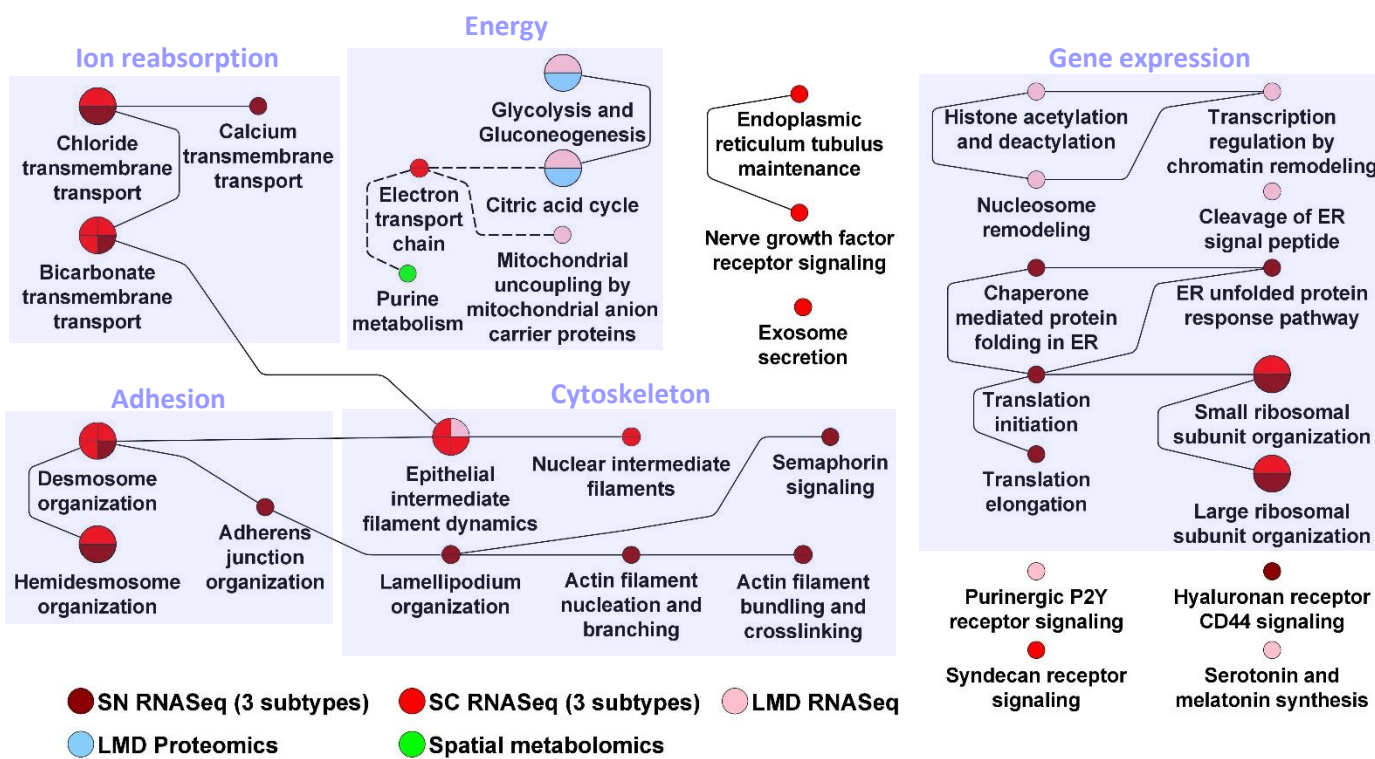 Ion reabsorption
Chloride
transmembrane
transport
Calcium
transmembrane
transport
Bicarbonate
transmembrane
transport
Energy
Glycolysis and
Gluconeogenesis
Electron
transport
chain
Citric acid cycle
Purine
metabolism
Mitochondrial
uncoupling by
mitochondrial anion
carrier proteins
Endoplasmic
reticulum tubulus
maintenance
Nerve growth factor
receptor signaling
Exosome
secretion
Gene expression
Histone acetylation
and deactylation
Transcription
regulation by
chromatin remodeling
Nucleosome
remodeling
Cleavage of ER
signal peptide
Chaperone
mediated protein
folding in ER
ER unfolded protein
response pathway
Translation
initiation
Small ribosomal
subunit organization
Translation
elongation
Large ribosomal
subunit organization
Adhesion
Desmosome
organization
Adherens
junction
organization
Hemidesmosome
organization
Cytoskeleton
Epithelial
intermediate
filament dynamics
Nuclear intermediate
filaments
Semaphorin
signaling
Lamellipodium
organization
Actin filament
nucleation and
branching
Actin filament
bundling and
crosslinking
Purinergic P2Y
receptor signaling
Hyaluronan receptor
CD44 signaling
Syndecan receptor
signaling
Serotonin and
melatonin synthesis
SN RNASeq (3 subtypes)
SC RNASeq (3 subtypes)
LMD RNASeq
LMD Proteomics
Spatial metabolomics